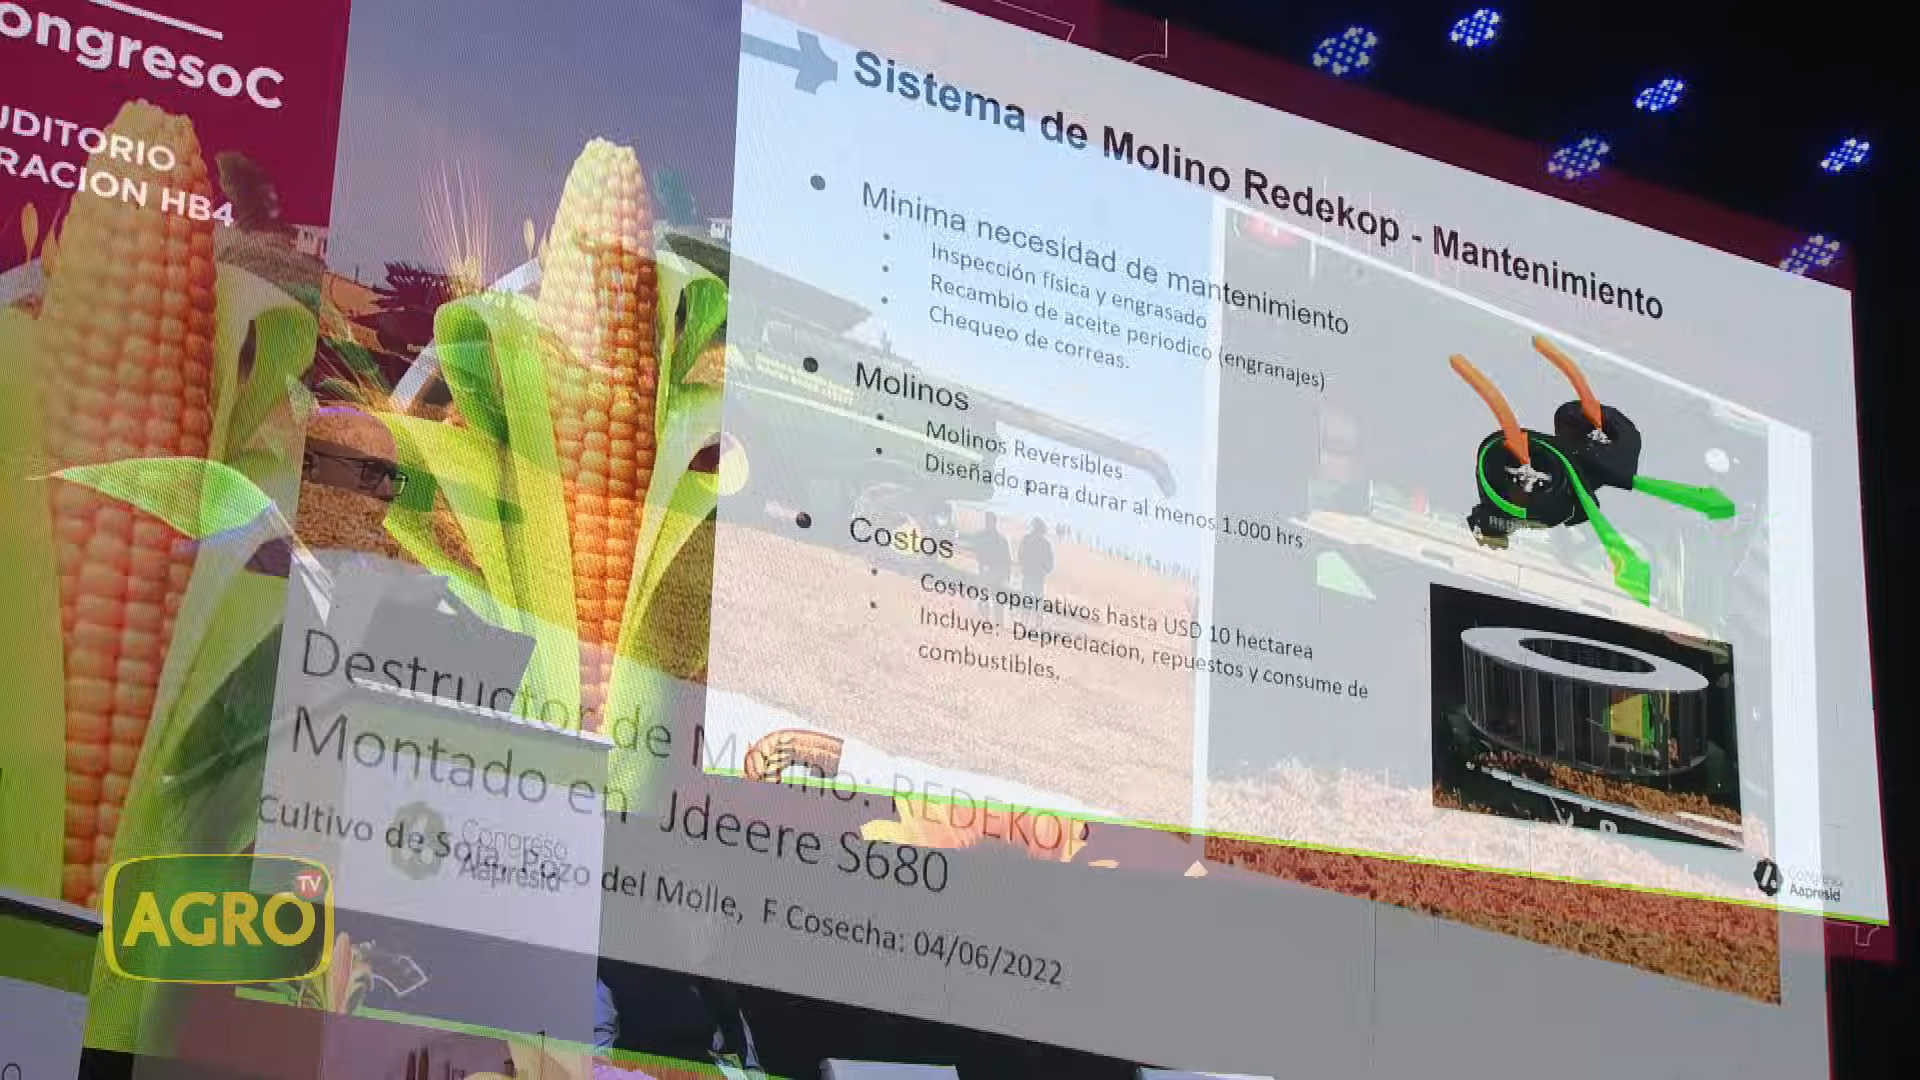 ongresoC
UDITORIO
RACION HB4
Sistema de Molino Redekop - Mantenimiento
Minima necesidad de mantenimiento
Inspección física y engrasado
Recambio de aceite periodico (engranajes)
Chequeo de correas.
Molinos
Molinos Reversibles
Diseñado para durar al menos 1.000 hrs
Costos
Costos operativos hasta USD 10 hectarea
Incluye: Depreciacion, repuestos y consume de
combustibles.
Destructor de Molino: REDEKOP
Montado en Jdeere S680
Cultivo de Soja, Pozo del Molle, F Cosecha: 04/06/2022
Congreso
Aapresid
Congreso
Aapresid
AGRO TV